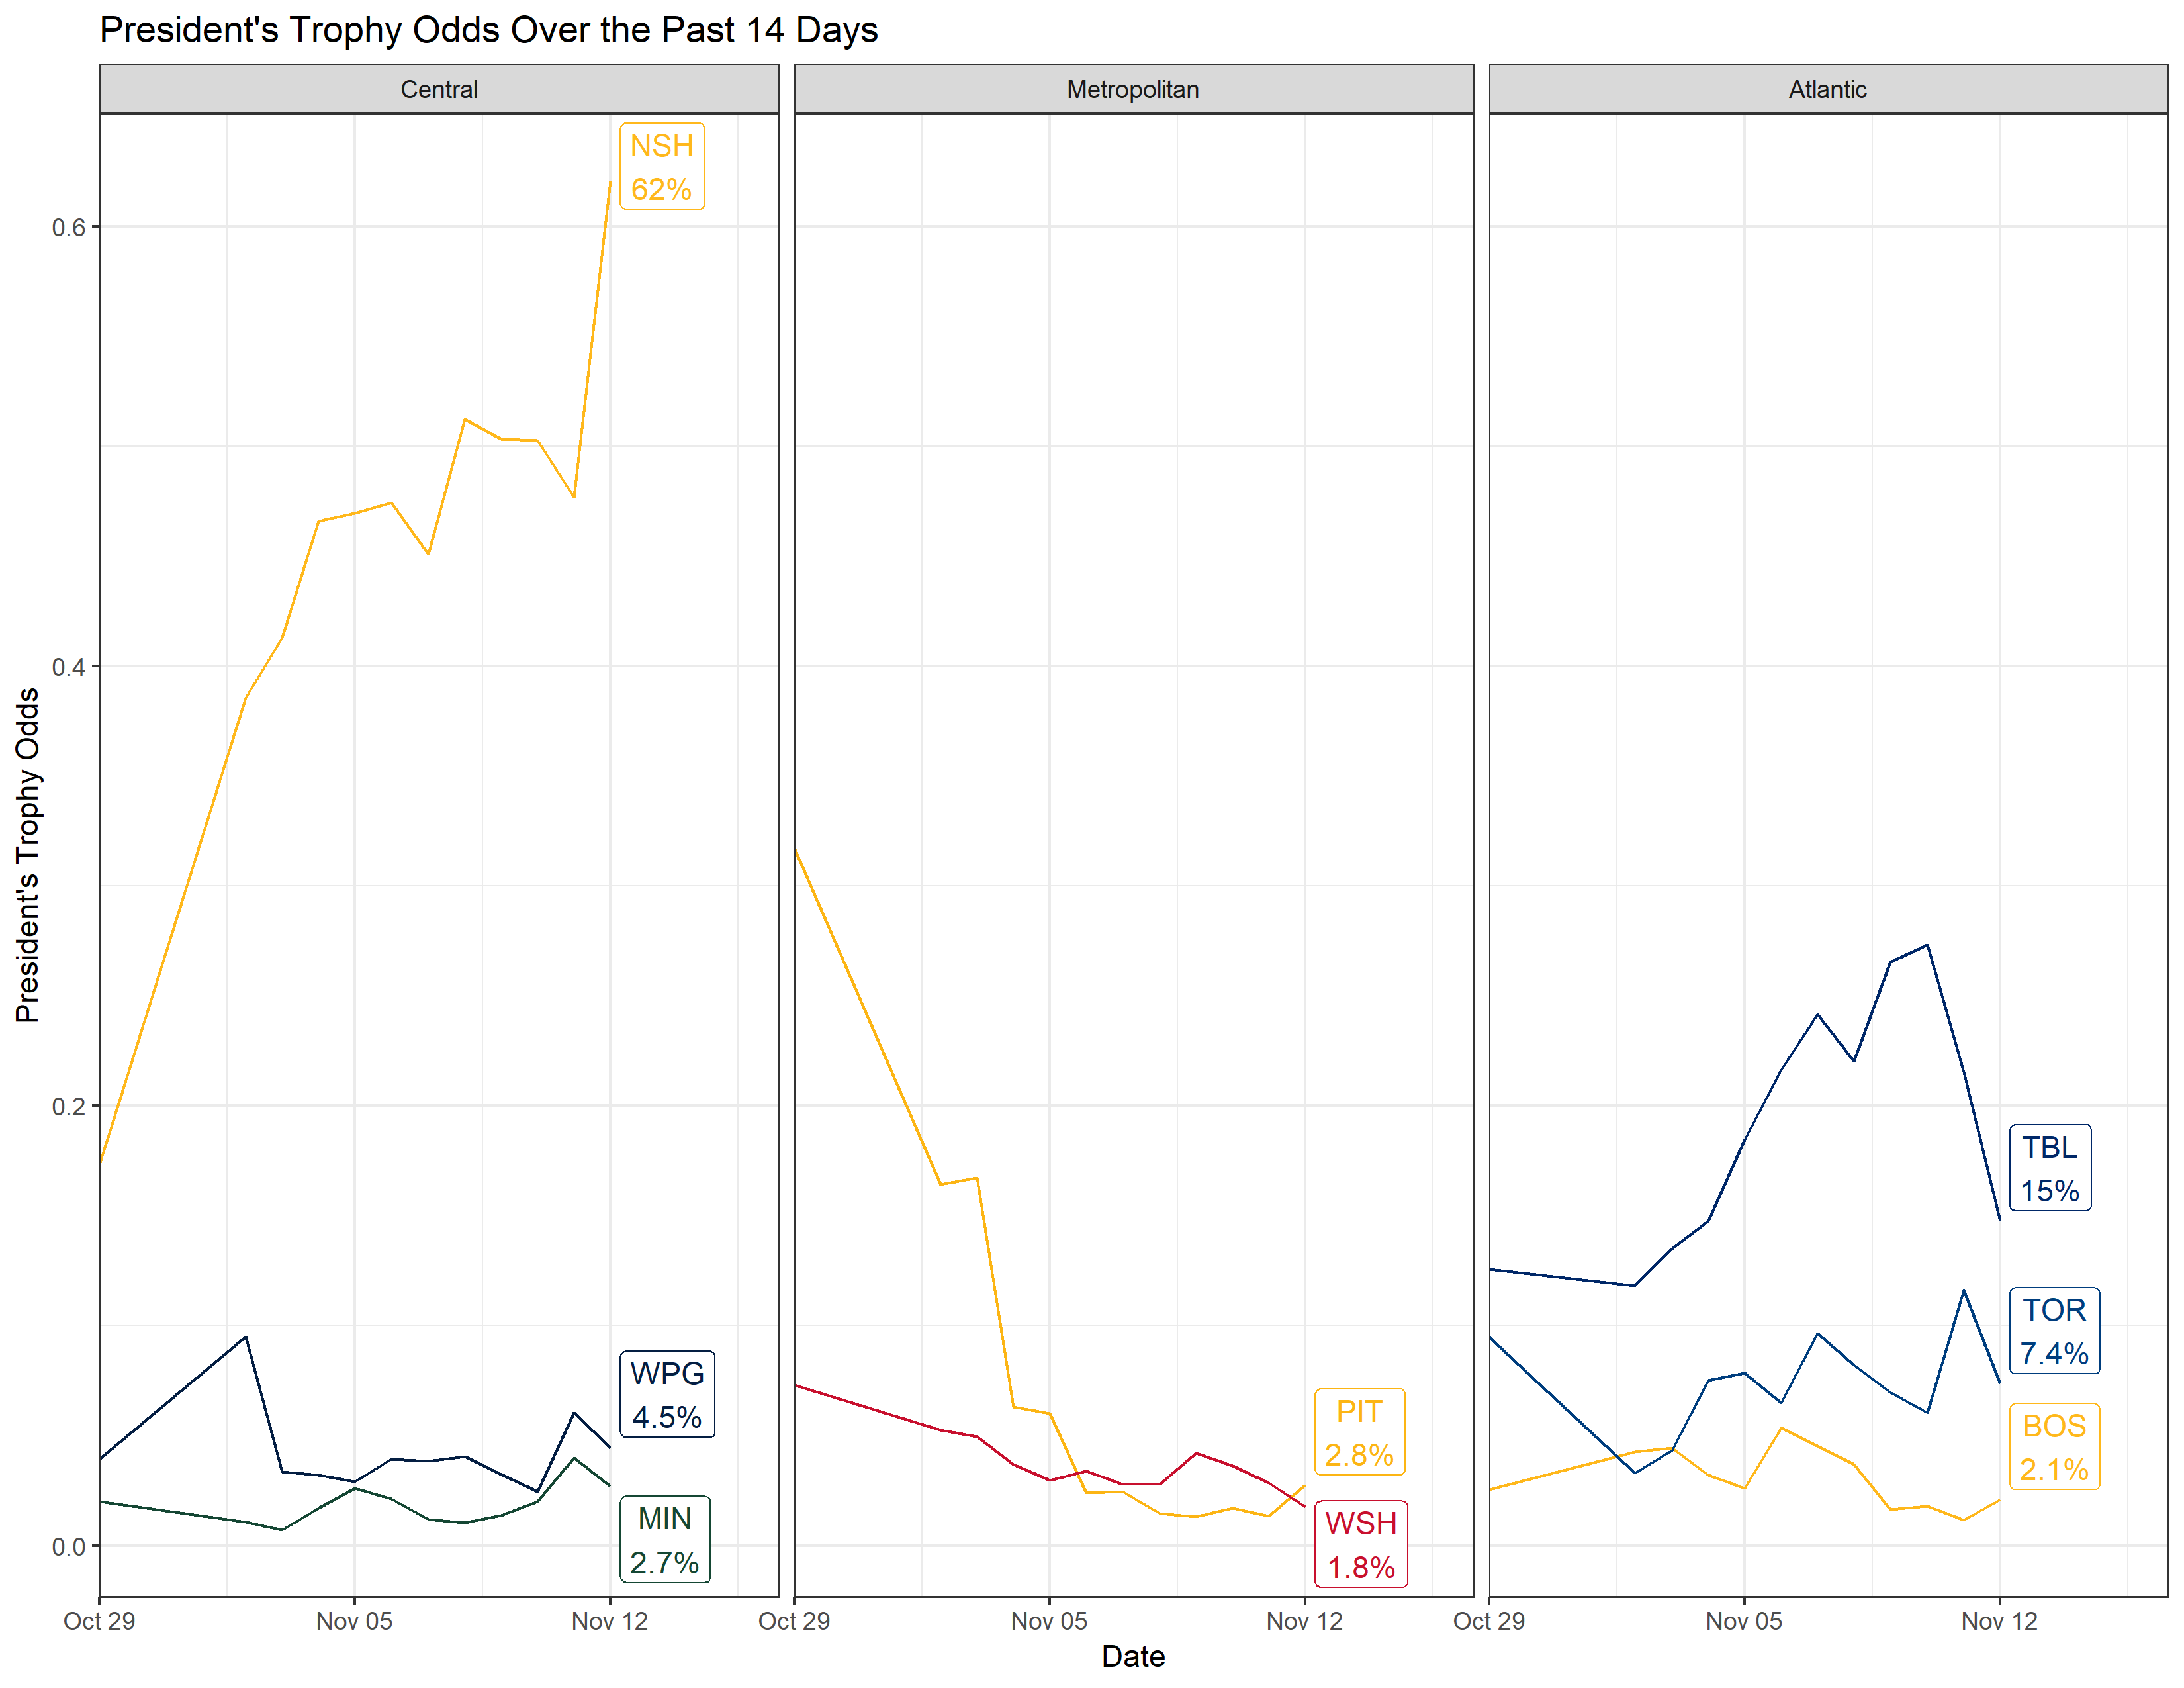 President's Trophy Odds Over the Past 14 Days
Central
Metropolitan
Atlantic
President's Trophy Odds
0.6
0.4
0.2
0.0
NSH
62%
WPG
4.5%
MIN
2.7%
PIT
2.8%
WSH
1.8%
TBL
15%
TOR
7.4%
BOS
2.1%
Oct 29
Nov 05
Nov 12
Oct 29
Nov 05
Nov 12
Oct 29
Nov 05
Nov 12
Date